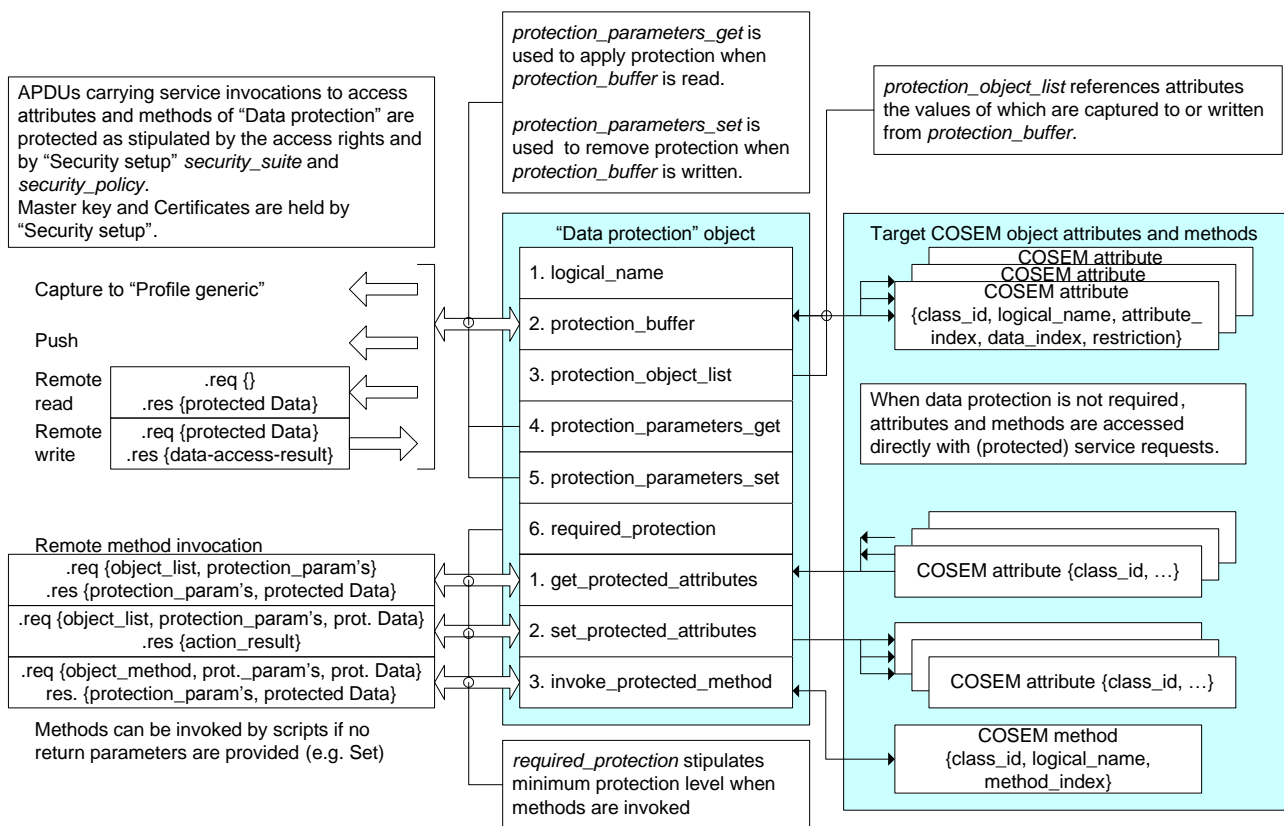 protection_parameters_get is
used to apply protection when
protection_buffer is read.
protection_parameters_set is
used to remove protection when
protection_buffer is written.
APDUs carrying service invocations to access
attributes and methods of “Data protection” are
protected as stipulated by the access rights and
by “Security setup” security_suite and
security_policy.
Master key and Certificates are held by
“Security setup”.
protection_object_list references attributes
the values of which are captured to or written
from protection_buffer.
“Data protection” object
1. logical_name
2. protection_buffer
3. protection_object_list
4. protection_parameters_get
5. protection_parameters_set
6. required_protection
1. get_protected_attributes
2. set_protected_attributes
3. invoke_protected_method
Capture to “Profile generic”
Push
Remote
read
.req {}
.res {protected Data}
Remote
write
.req {protected Data}
.res {data-access-result}
Remote method invocation
.req {object_list, protection_param’s}
.res {protection_param’s, protected Data}
.req {object_list, protection_param’s, prot. Data}
.res {action_result}
.req {object_method, prot._param’s, prot. Data}
res. {protection_param’s, protected Data}
Methods can be invoked by scripts if no
return parameters are provided (e.g. Set)
required_protection stipulates
minimum protection level when
methods are invoked
Target COSEM object attributes and methods
COSEM attribute
COSEM attribute
COSEM attribute
{class_id, logical_name, attribute_
index, data_index, restriction}
When data protection is not required,
attributes and methods are accessed
directly with (protected) service requests.
COSEM attribute {class_id, …}
COSEM attribute {class_id, …}
COSEM method
{class_id, logical_name,
method_index}